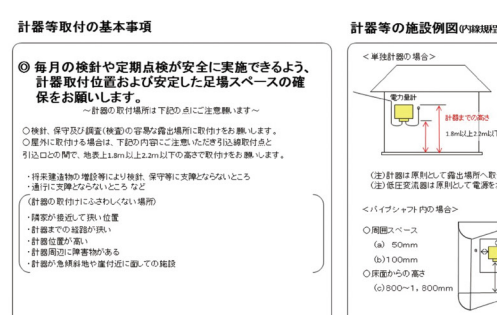 計器等取付の基本事項
◎ 毎月の検針や定期点検が安全に実施できるよう、
計器取付位置および安定した足場スペースの確
保をお願いします。
～計器の取付場所は下記の点にご注意願います～
○検針、保守及び調査(検査)の容易な露出場所に取付けをお願いします。
○屋外に取付ける場合は、下記の内容にご注意いただき引込線取付点と
引込口との間で、地表上1.8m以上2.2m以下の高さで取付けをお願いします。
・将来建造物の増設等により検針、保守等に支障とならないところ
・通行に支障とならないところ など
(計器の取付けにふさわしくない場所)
・隣家が接近して狭い位置
・計器までの経路が狭い
・計器位置が高い
・計器周辺に障害物がある
・計器が急傾斜地や崖付近に面しての施設
計器等の施設例図(内線規程
＜単独計器の場合＞
電力量計
計器までの高さ
1.8m以上2.2m以下
(注)計器は原則として露出場所へ取
(注)低圧変流器は原則として電源を
＜パイプシャフト内の場合＞
○周囲スペース
(a) 50mm
(b)100mm
○床面からの高さ
(c)800～1,800mm